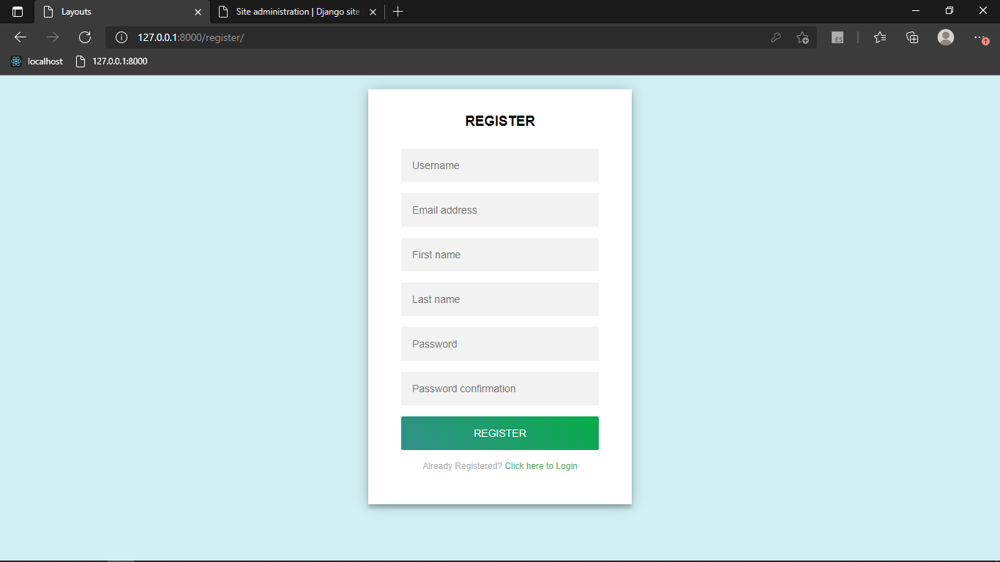 Layouts
Site administration | Django site
127.0.0.1:8000/register/
ES
localhost
127.0.0.1:8000
REGISTER
Username
Email address
First name
Last name
Password
Password confirmation
REGISTER
Already Registered? Click here to Login